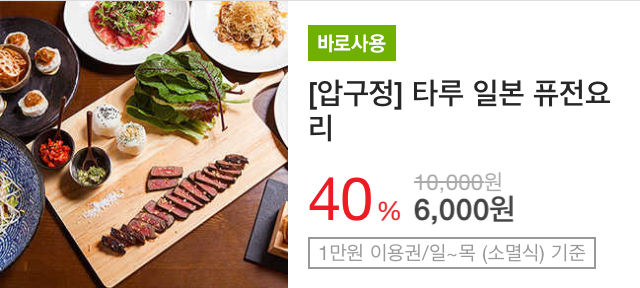 바로사용
[압구정] 타루 일본 퓨전요
리
40% 10,000원
6,000원
1만원 이용권/일~목 (소멸식) 기준